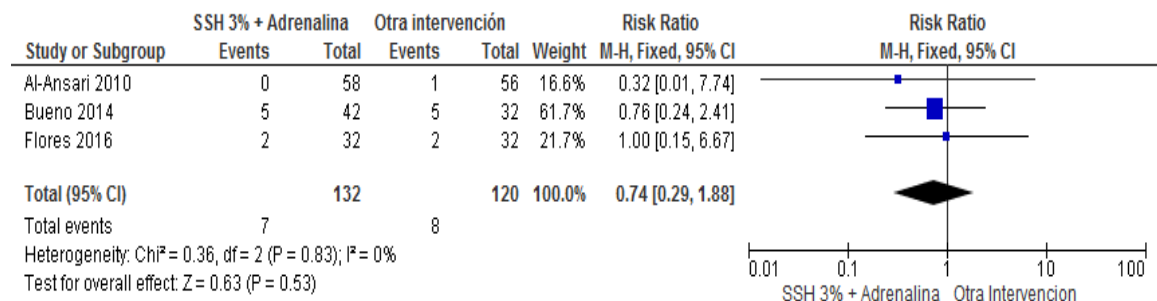 SSH 3% + Adrenalina Otra intervención Risk Ratio Risk Ratio
Study or Subgroup Events Total Events Total Weight M-H, Fixed, 95% CI M-H, Fixed, 95% CI
Al-Ansari 2010 0 58 1 56 16.6% 0.32 [0.01, 7.74]
Bueno 2014 5 42 5 32 61.7% 0.76 [0.24, 2.41]
Flores 2016 2 32 2 32 21.7% 1.00 [0.15, 6.67]
Total (95% CI) 132 120 100.0% 0.74 [0.29, 1.88]
Total events 7 8
Heterogeneity: Chi² = 0.36, df = 2 (P = 0.83); I² = 0%
Test for overall effect: Z = 0.63 (P = 0.53)
0.01 0.1 1 10 100
SSH 3% + Adrenalina Otra Intervencion